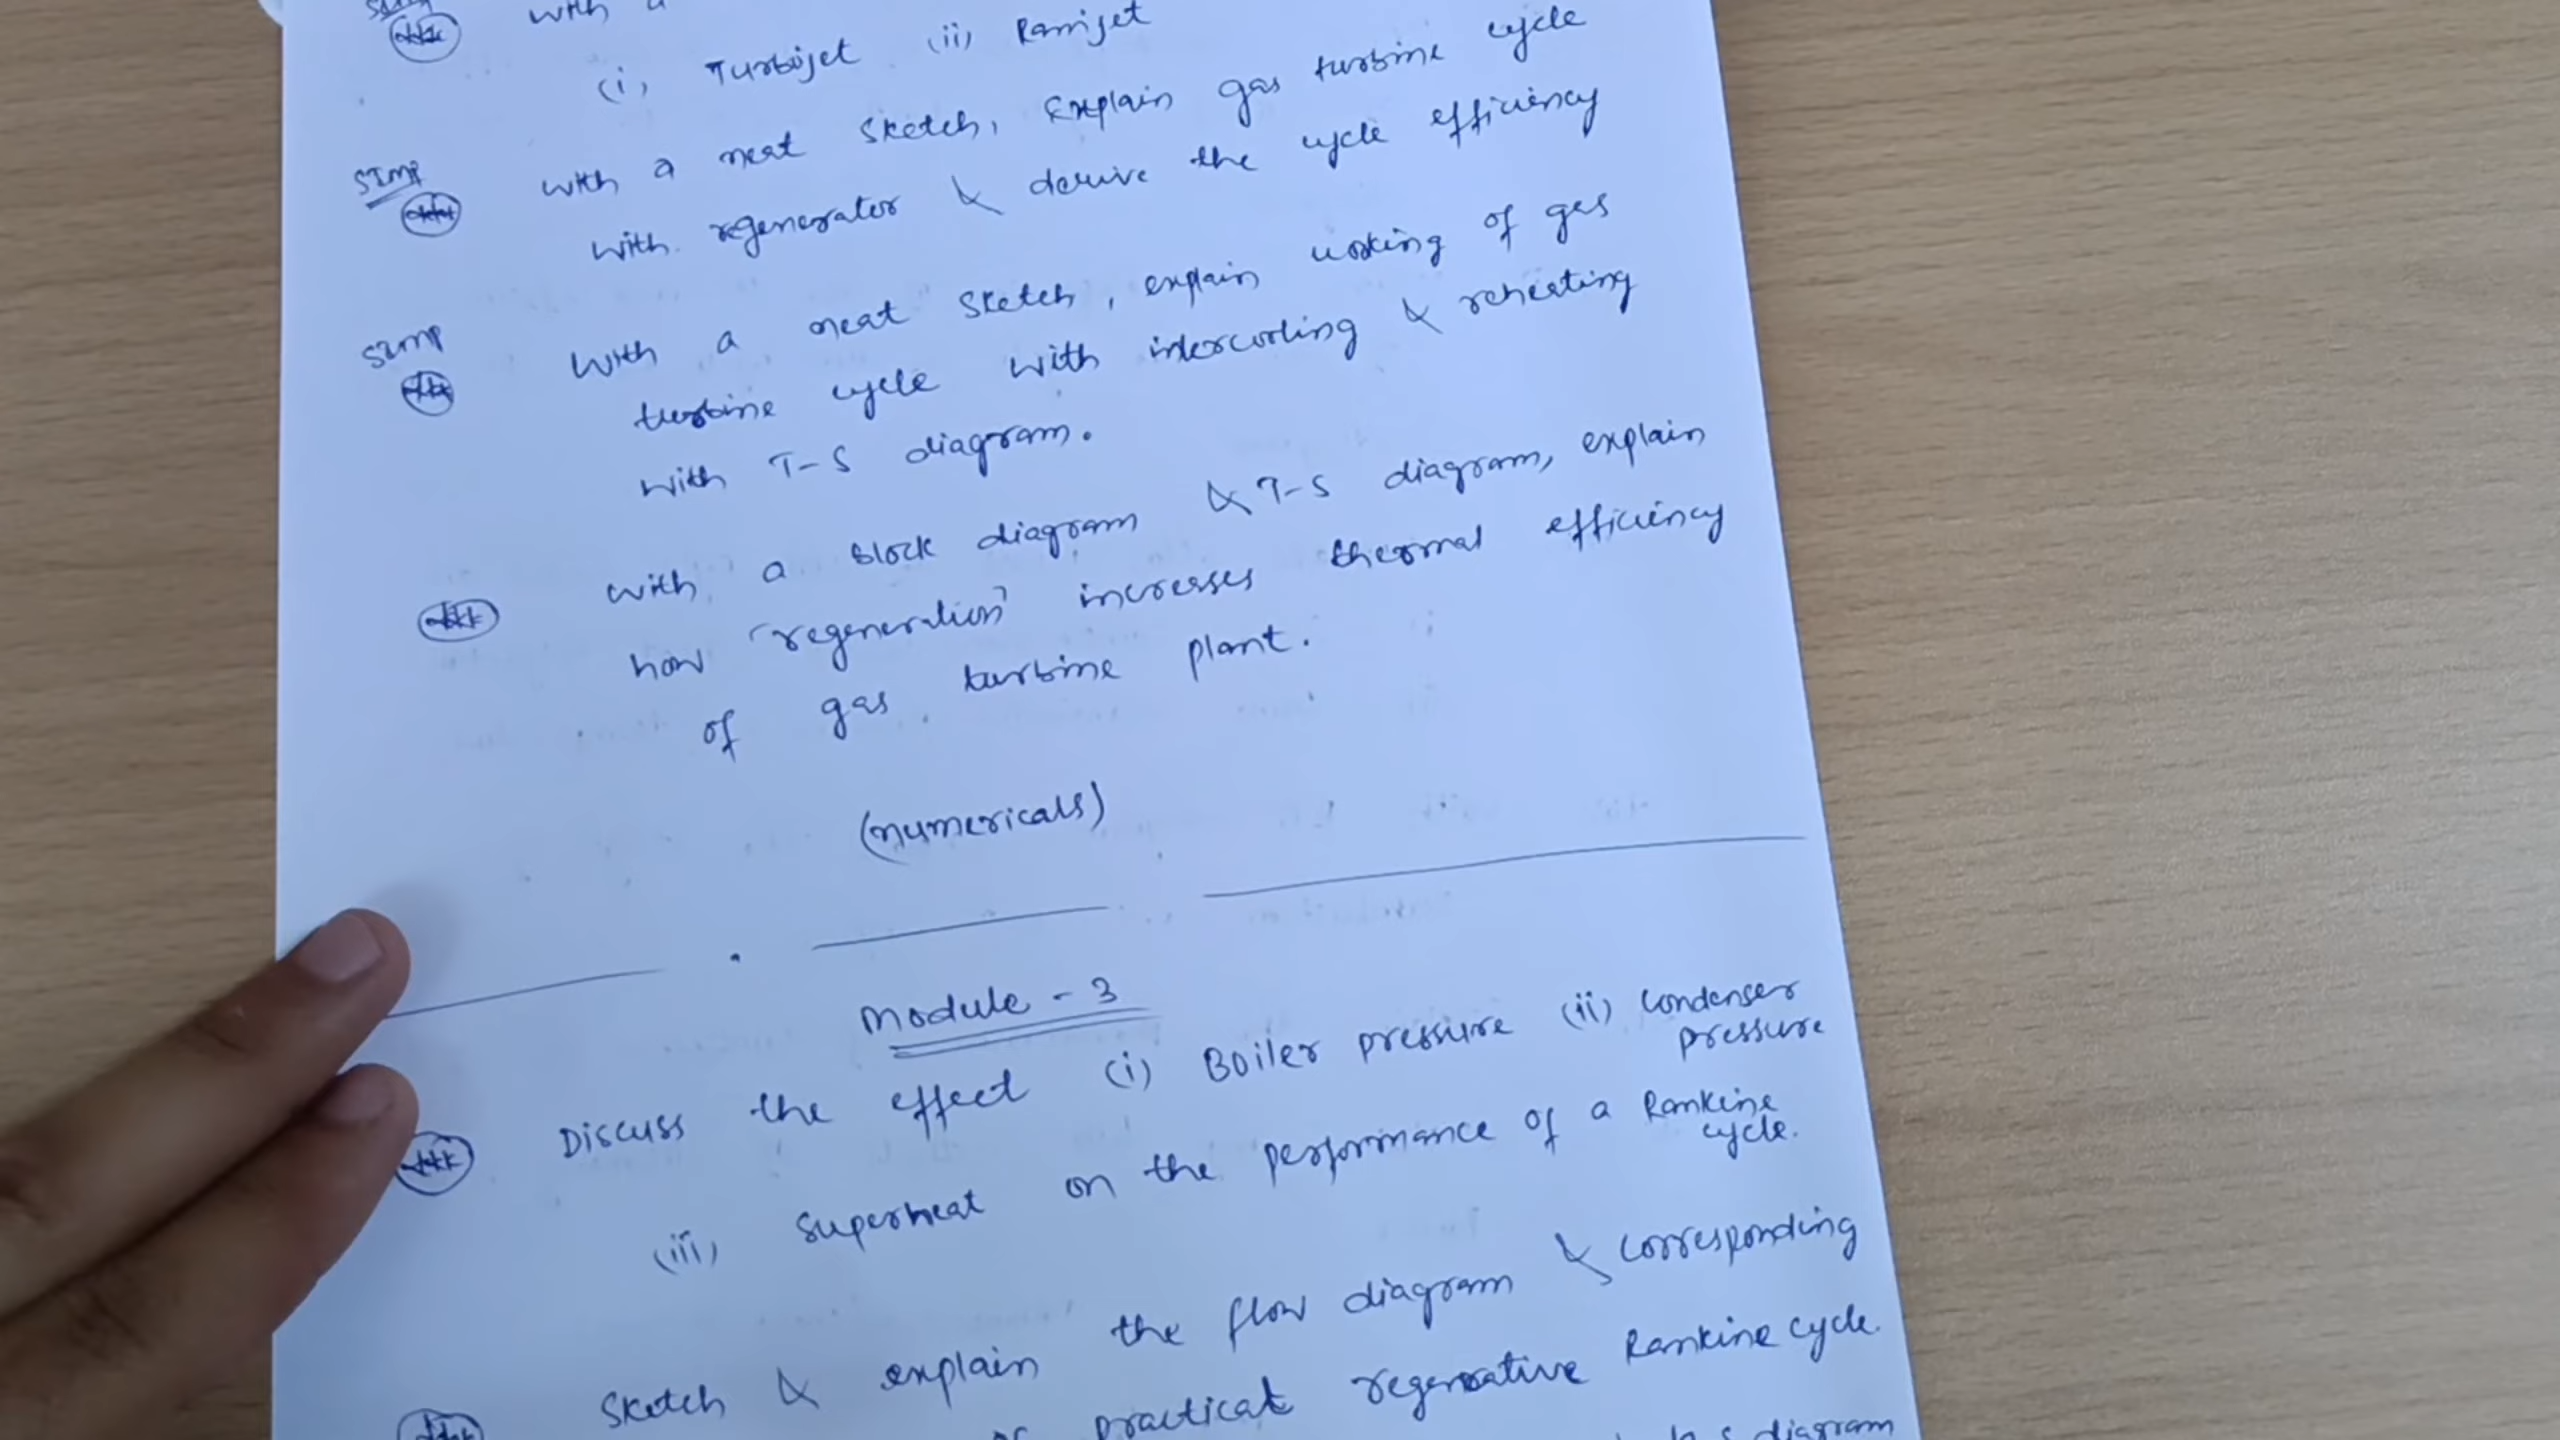 SImp
*** with a
(i) Turbojet (ii) Ramjet
SImp
*** with a neat sketch, Explain gas turbine cycle
with regenerator & derive the cycle efficiency
SImp
*** with a neat sketch, explain working of gas
turbine cycle with intercooling & reheating
with T-S diagram.
*** with a block diagram & T-S diagram, explain
how 'regeneration' increases thermal efficiency
of gas turbine plant.
(numericals)
Module - 3
*** Discuss the effect (i) Boiler pressure (ii) Condenser pressure
(iii) superheat on the performance of a Rankine cycle.
*** Sketch & explain the flow diagram & corresponding
practical regenerative Rankine cycle.
diagram